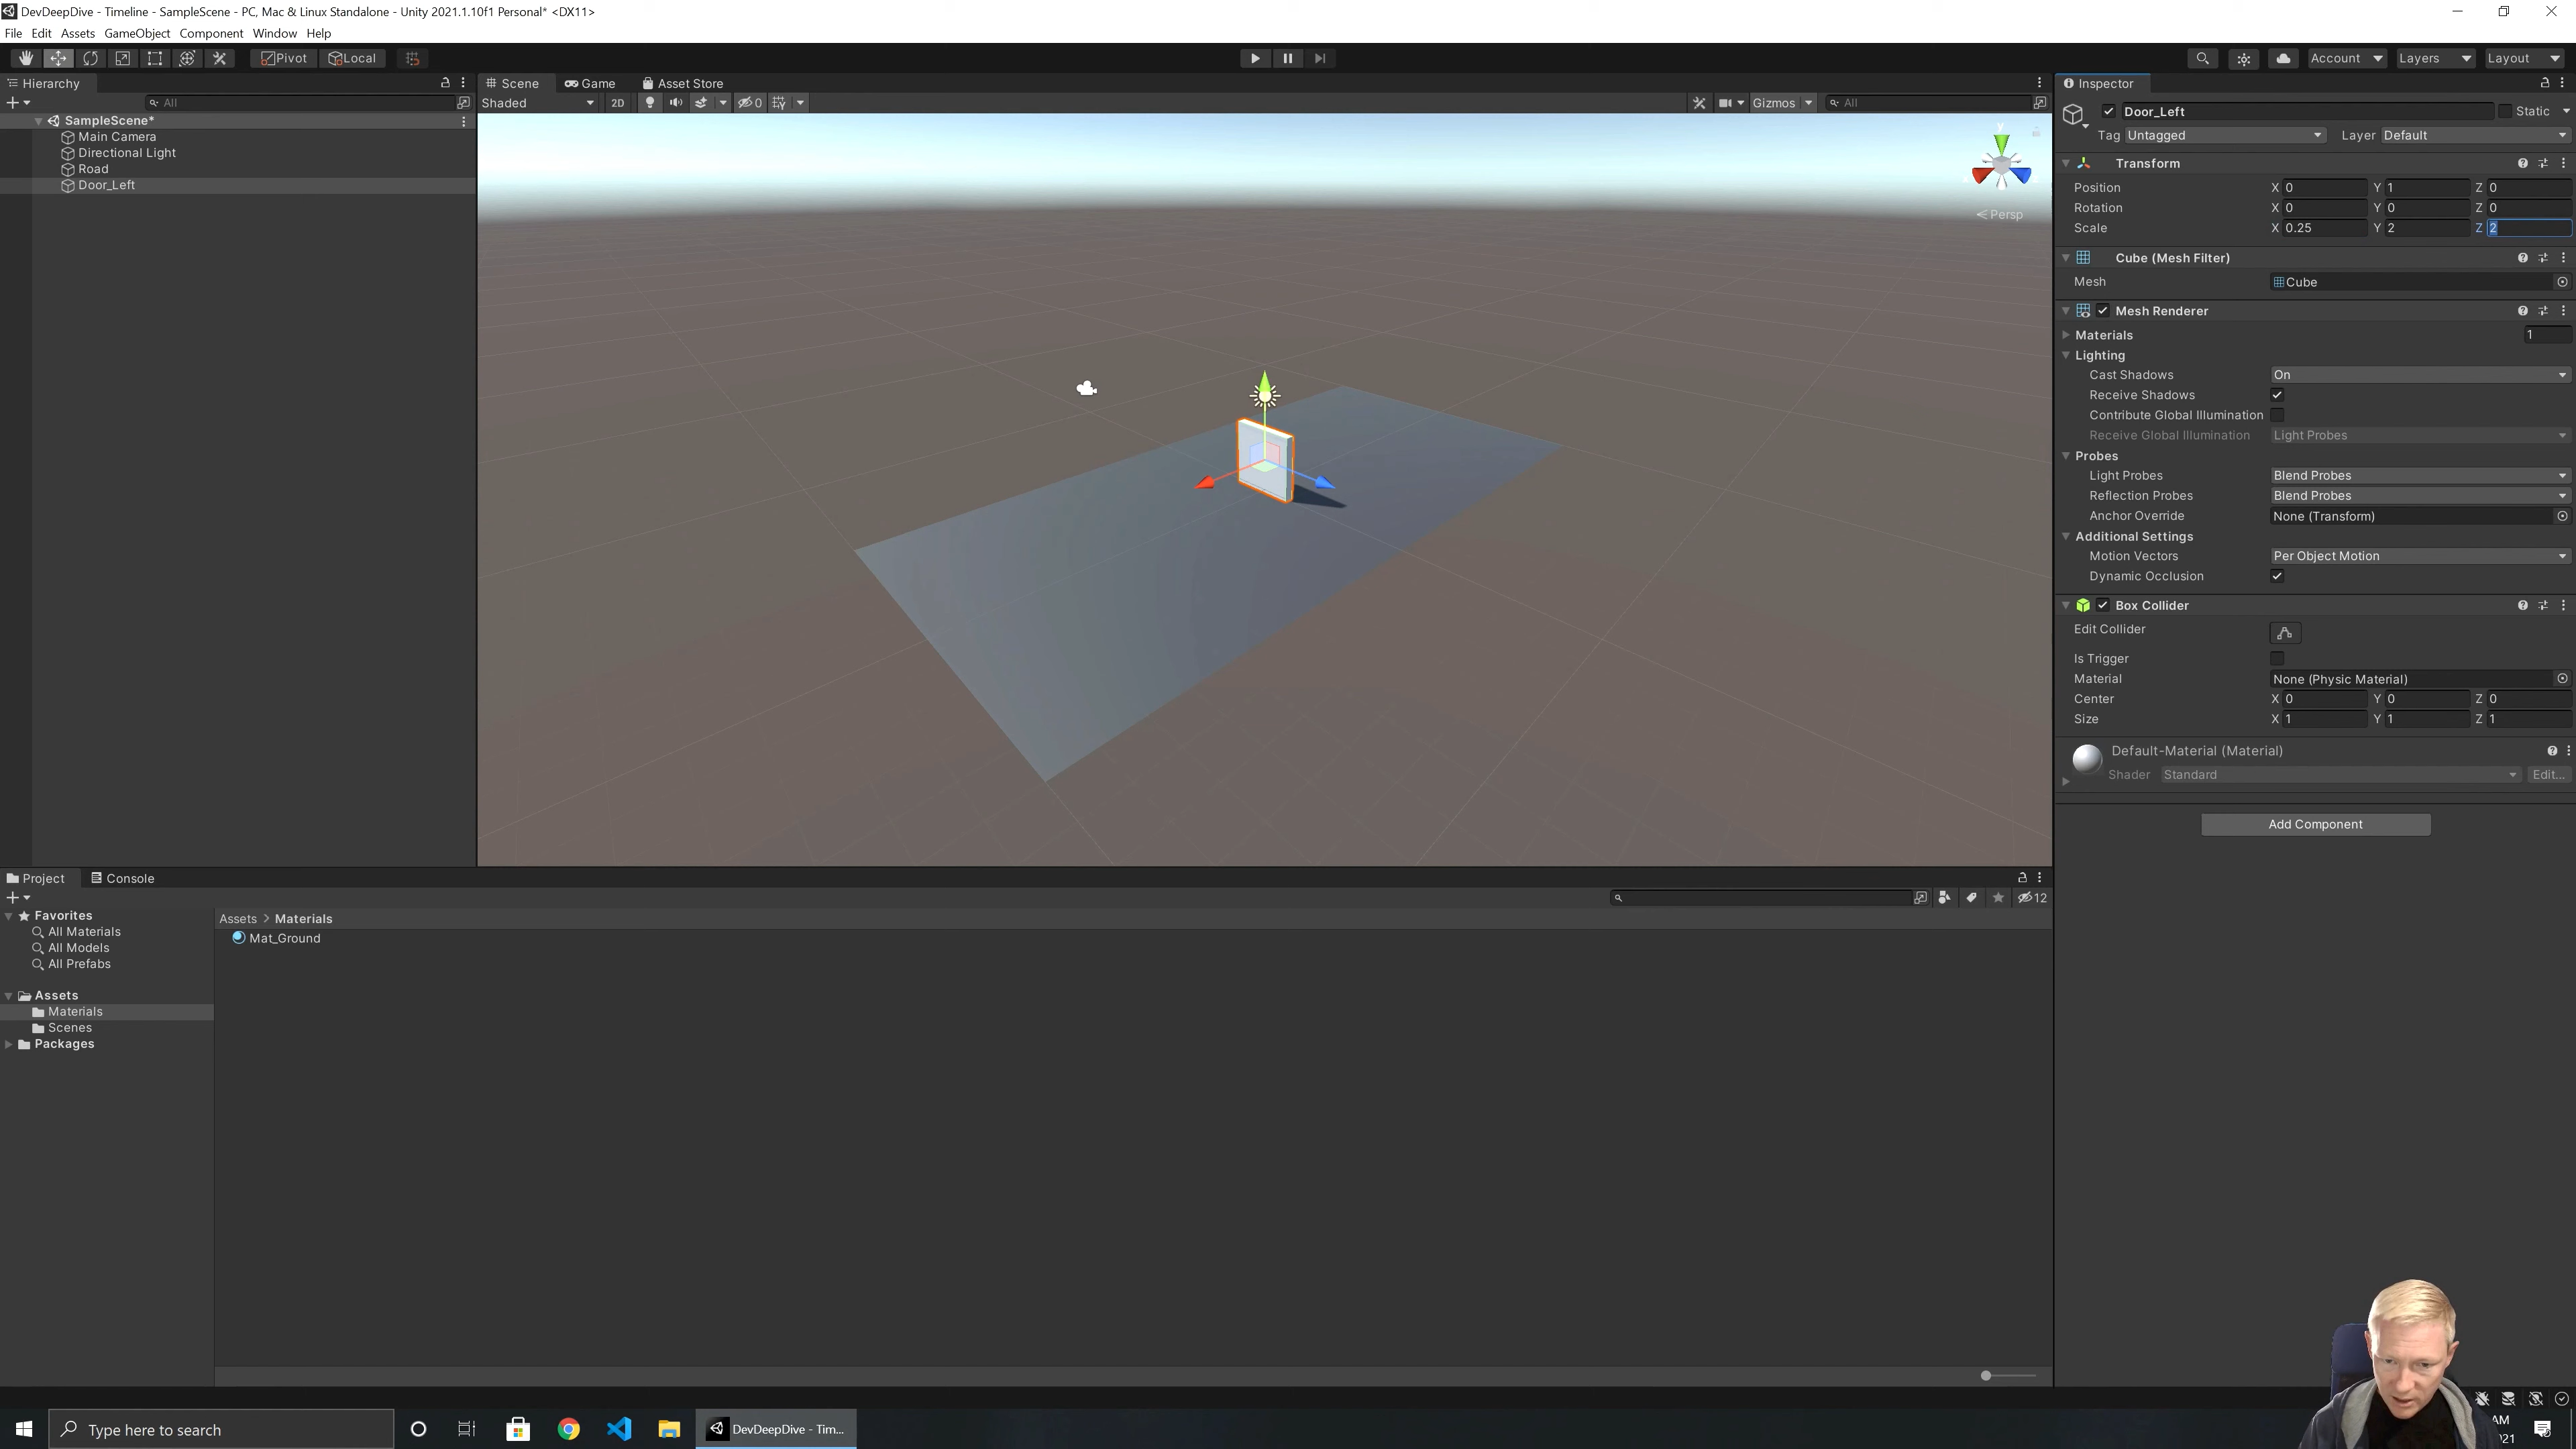 DevDeepDive - Timeline - SampleScene - PC, Mac & Linux Standalone - Unity 2021.1.10f1 Personal* <DX11>
File Edit Assets GameObject Component Window Help
Pivot Local Account Layers Layout
Hierarchy
All
SampleScene*
Main Camera
Directional Light
Road
Door_Left
Scene Game Asset Store
Shaded 2D 0 Gizmos All
y
Persp
Inspector
Door_Left Static
Tag Untagged Layer Default
Transform
Position X 0 Y 1 Z 0
Rotation X 0 Y 0 Z 0
Scale X 0.25 Y 2 Z 2
Cube (Mesh Filter)
Mesh Cube
Mesh Renderer
Materials 1
Lighting
Cast Shadows On
Receive Shadows
Contribute Global Illumination
Receive Global Illumination Light Probes
Probes
Light Probes Blend Probes
Reflection Probes Blend Probes
Anchor Override None (Transform)
Additional Settings
Motion Vectors Per Object Motion
Dynamic Occlusion
Box Collider
Edit Collider
Is Trigger
Material None (Physic Material)
Center X 0 Y 0 Z 0
Size X 1 Y 1 Z 1
Default-Material (Material)
Shader Standard Edit...
Add Component
Project Console
12
Favorites
All Materials
All Models
All Prefabs
Assets
Materials
Scenes
Packages
Assets > Materials
Mat_Ground
Type here to search
DevDeepDive - Tim...
AM
021